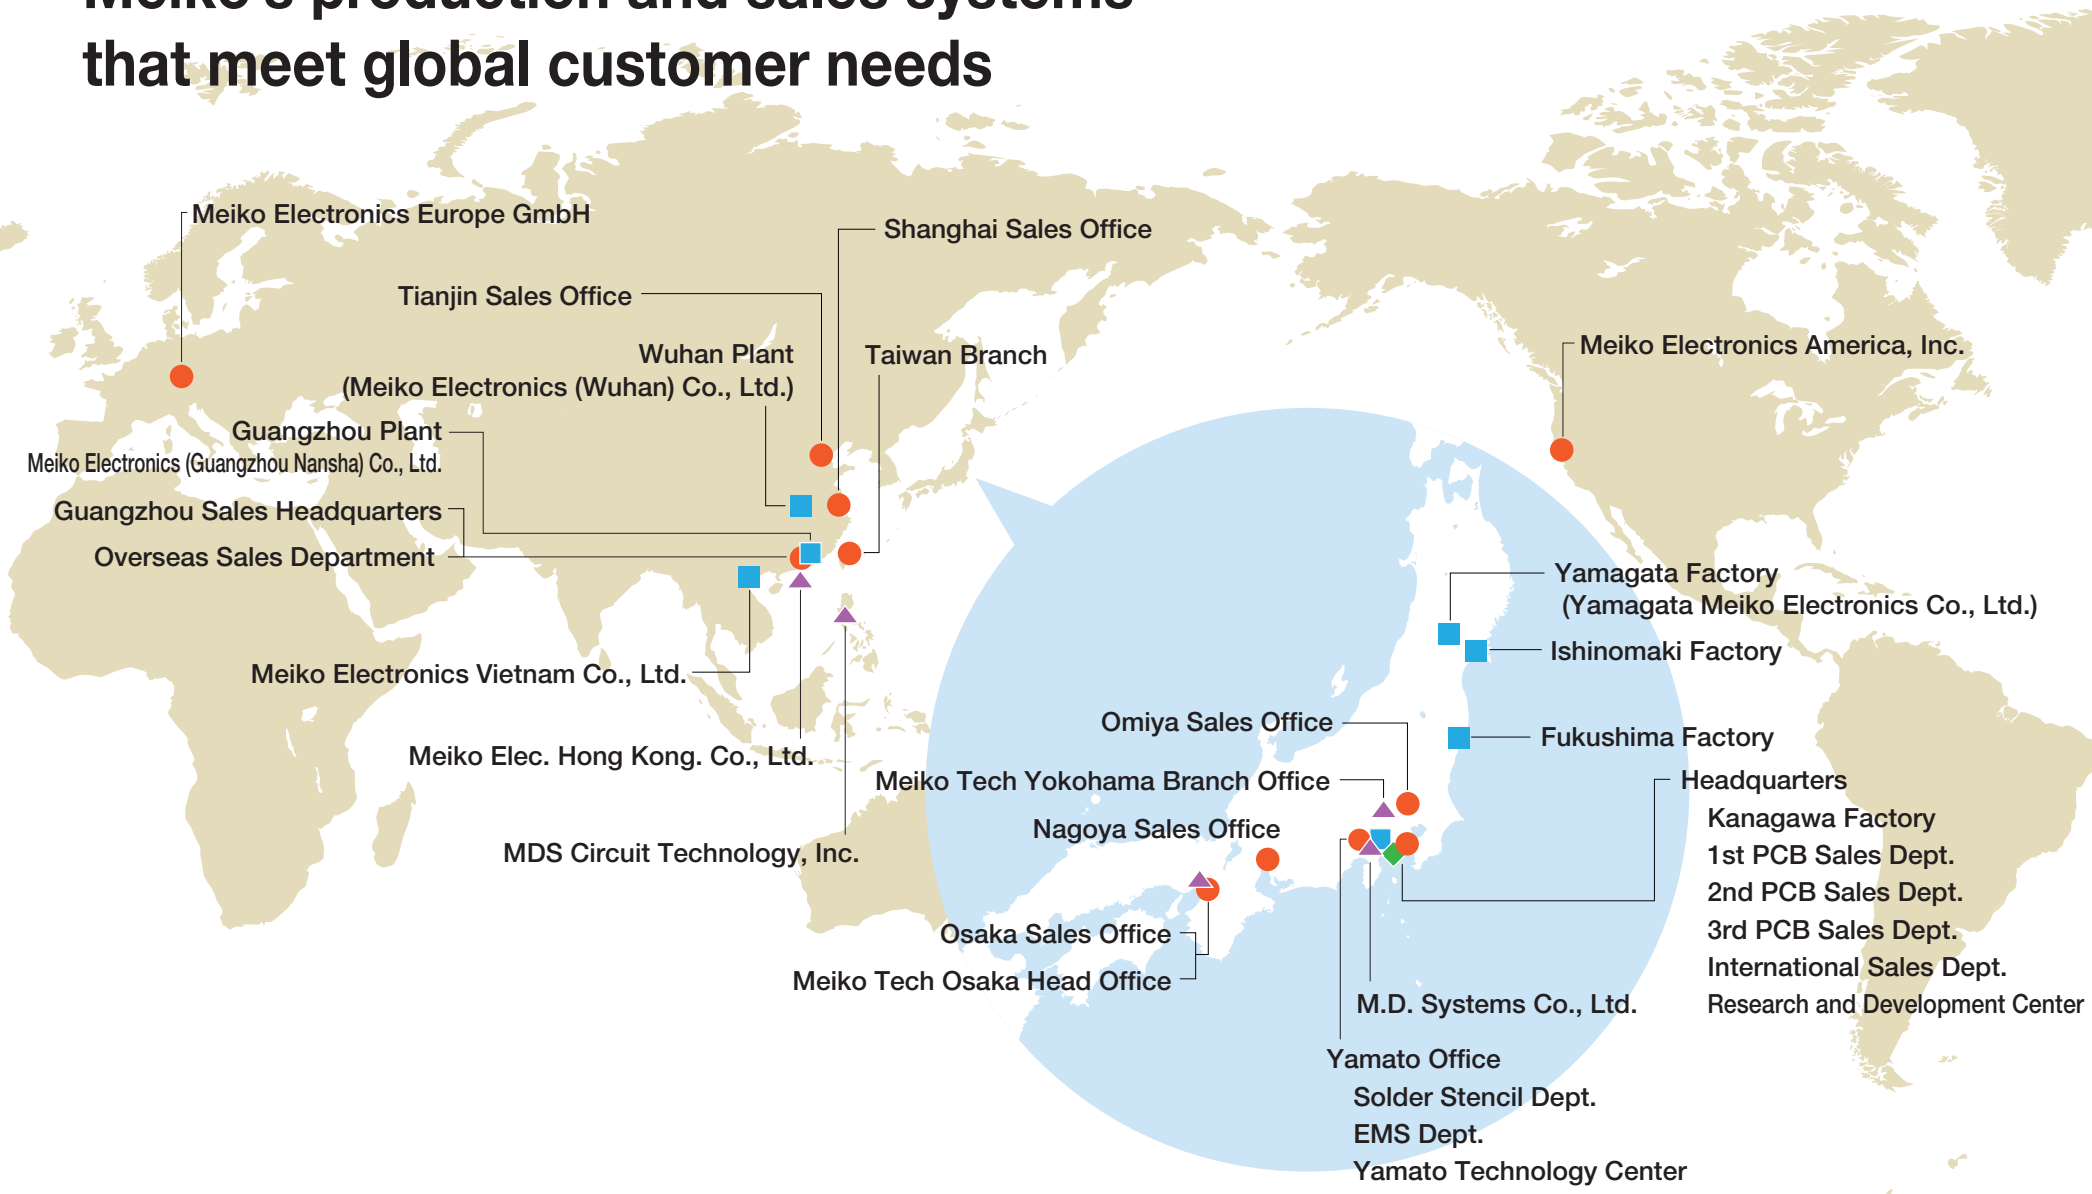 Meiko's production and sales systems
that meet global customer needs
Meiko Electronics Europe GmbH
Shanghai Sales Office
Tianjin Sales Office
Wuhan Plant
(Meiko Electronics (Wuhan) Co., Ltd.)
Taiwan Branch
Meiko Electronics America, Inc.
Guangzhou Plant
Meiko Electronics (Guangzhou Nansha) Co., Ltd.
Guangzhou Sales Headquarters
Overseas Sales Department
Meiko Electronics Vietnam Co., Ltd.
Meiko Elec. Hong Kong. Co., Ltd.
MDS Circuit Technology, Inc.
Yamagata Factory
(Yamagata Meiko Electronics Co., Ltd.)
Ishinomaki Factory
Omiya Sales Office
Fukushima Factory
Meiko Tech Yokohama Branch Office
Nagoya Sales Office
Headquarters
Kanagawa Factory
1st PCB Sales Dept.
2nd PCB Sales Dept.
3rd PCB Sales Dept.
International Sales Dept.
Research and Development Center
Osaka Sales Office
Meiko Tech Osaka Head Office
M.D. Systems Co., Ltd.
Yamato Office
Solder Stencil Dept.
EMS Dept.
Yamato Technology Center